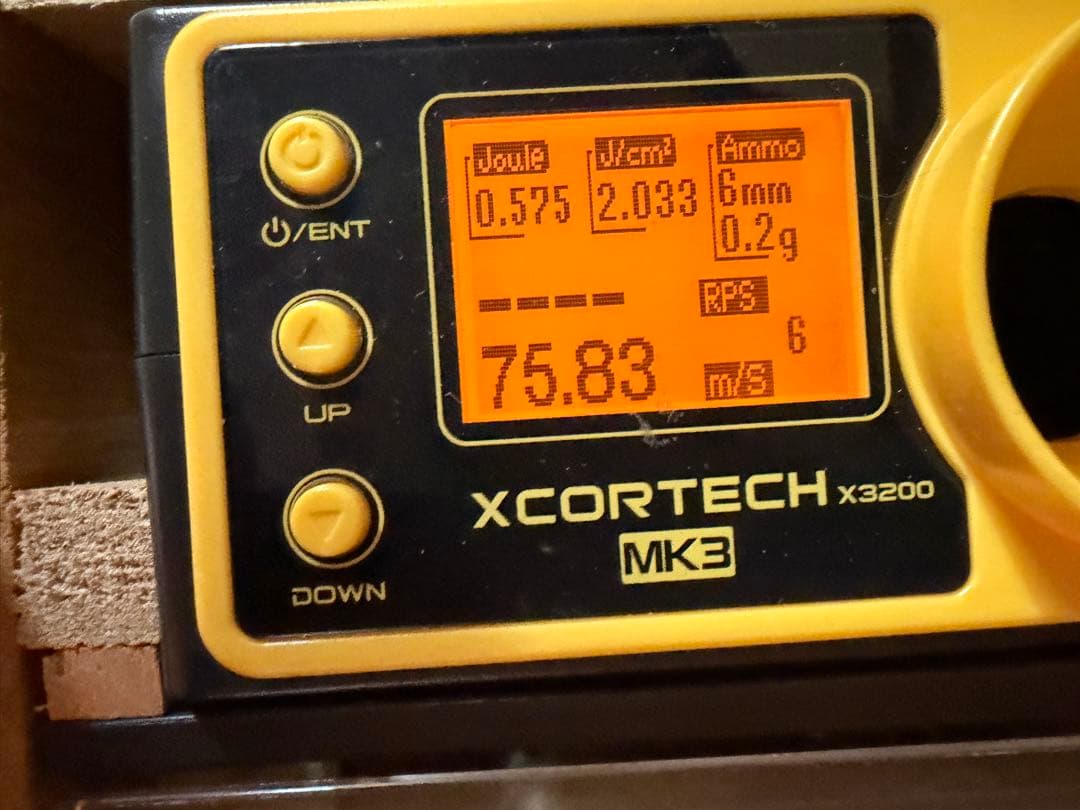 Joule J/cm² Ammo
0.575 2.033 6mm
0.2g
---- RPS
6
75.83 m/s
⏻/ENT
UP
DOWN
XCORTECH X3200
MK3